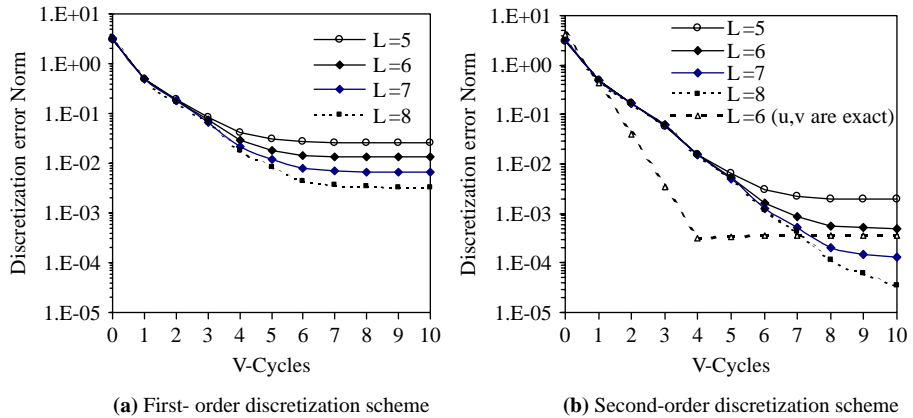 1.E+01
1.E+00
1.E-01
1.E-02
1.E-03
1.E-04
1.E-05
Discretization error Norm
L=5
L=6
L=7
L=8
0 1 2 3 4 5 6 7 8 9 10
V-Cycles
(a) First- order discretization scheme
1.E+01
1.E+00
1.E-01
1.E-02
1.E-03
1.E-04
1.E-05
Discretization error Norm
L=5
L=6
L=7
L=8
L=6 (u,v are exact)
0 1 2 3 4 5 6 7 8 9 10
V-Cycles
(b) Second-order discretization scheme